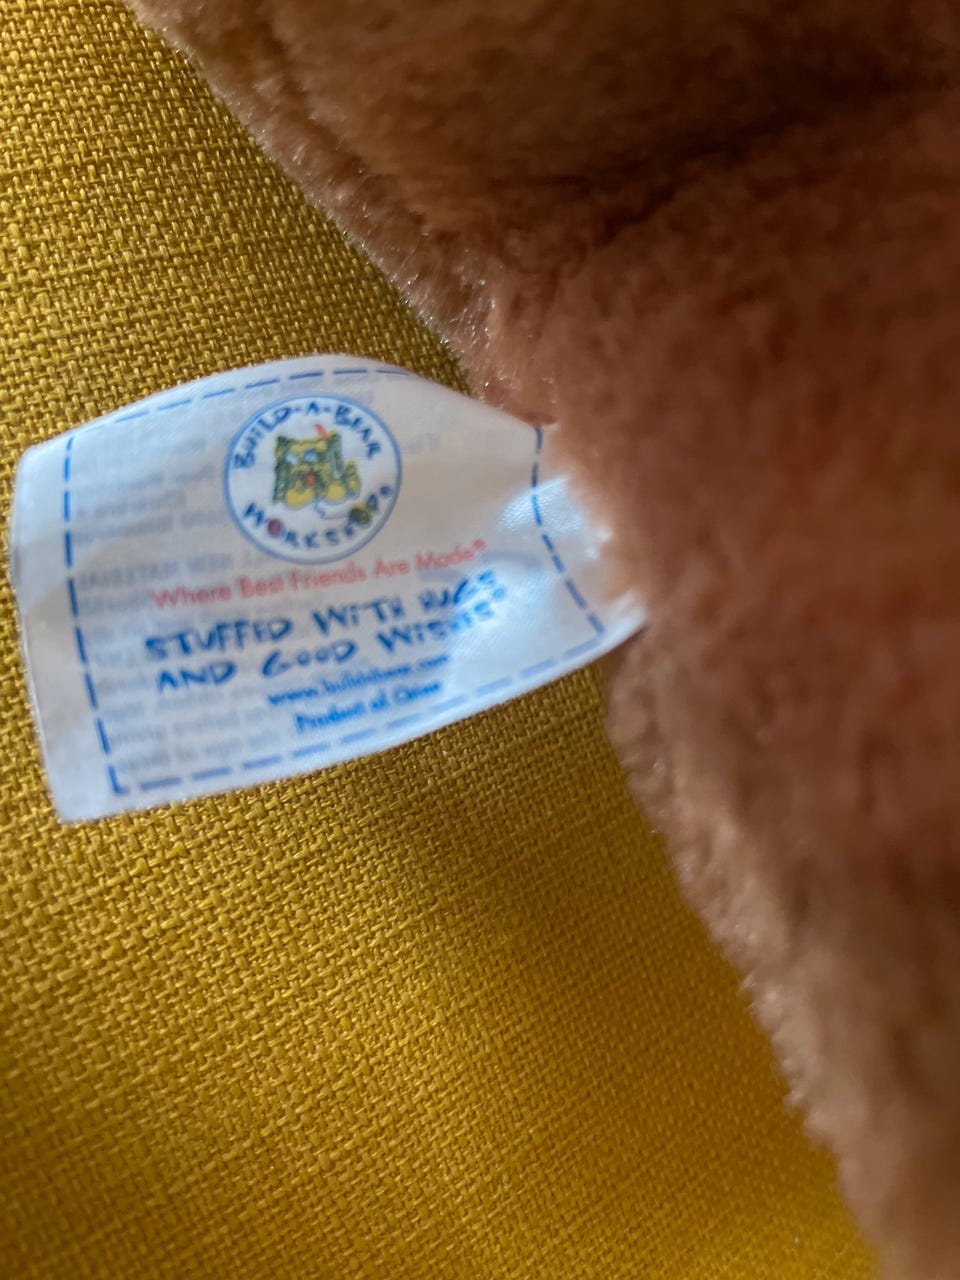 BUILD-A-BEAR
WORKSHOP®
Where Best Friends Are Made®
STUFFED WITH HUGS
AND GOOD WISHES®
www.buildabear.com
Product of China